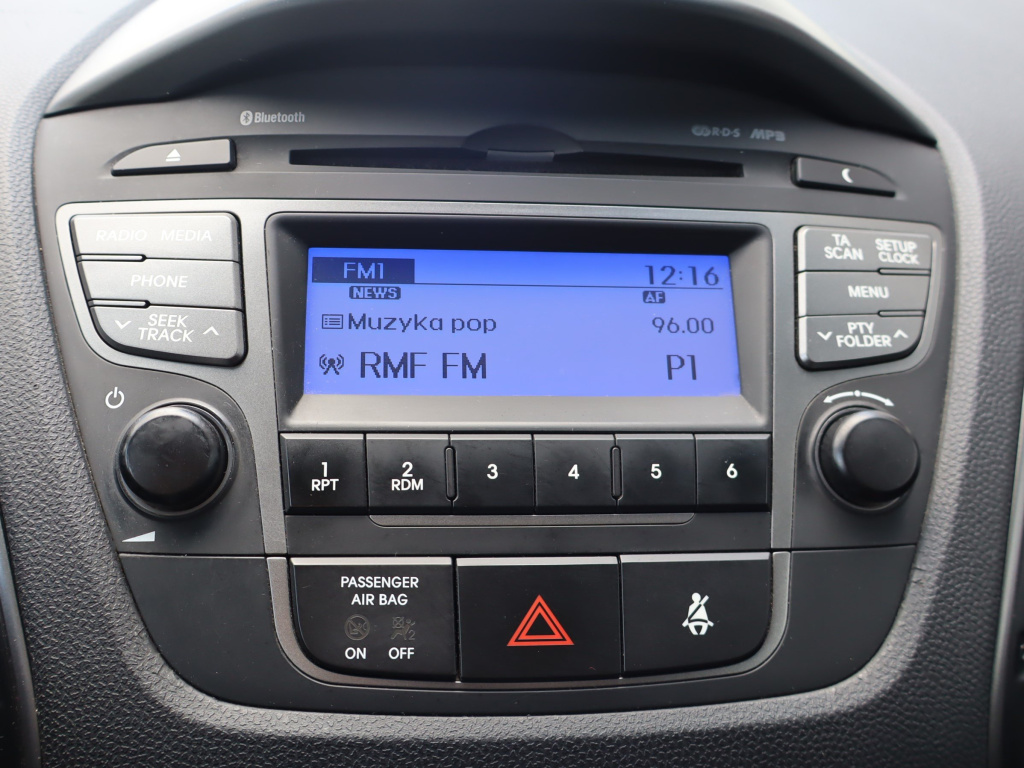 Bluetooth
R·D·S MP3
RADIO MEDIA
PHONE
SEEK
TRACK
FM1 12:16
NEWS AF
Muzyka pop 96.00
RMF FM P1
TA
SCAN
SETUP
CLOCK
MENU
PTY
FOLDER
1
RPT
2
RDM
3
4
5
6
PASSENGER
AIR BAG
ON OFF